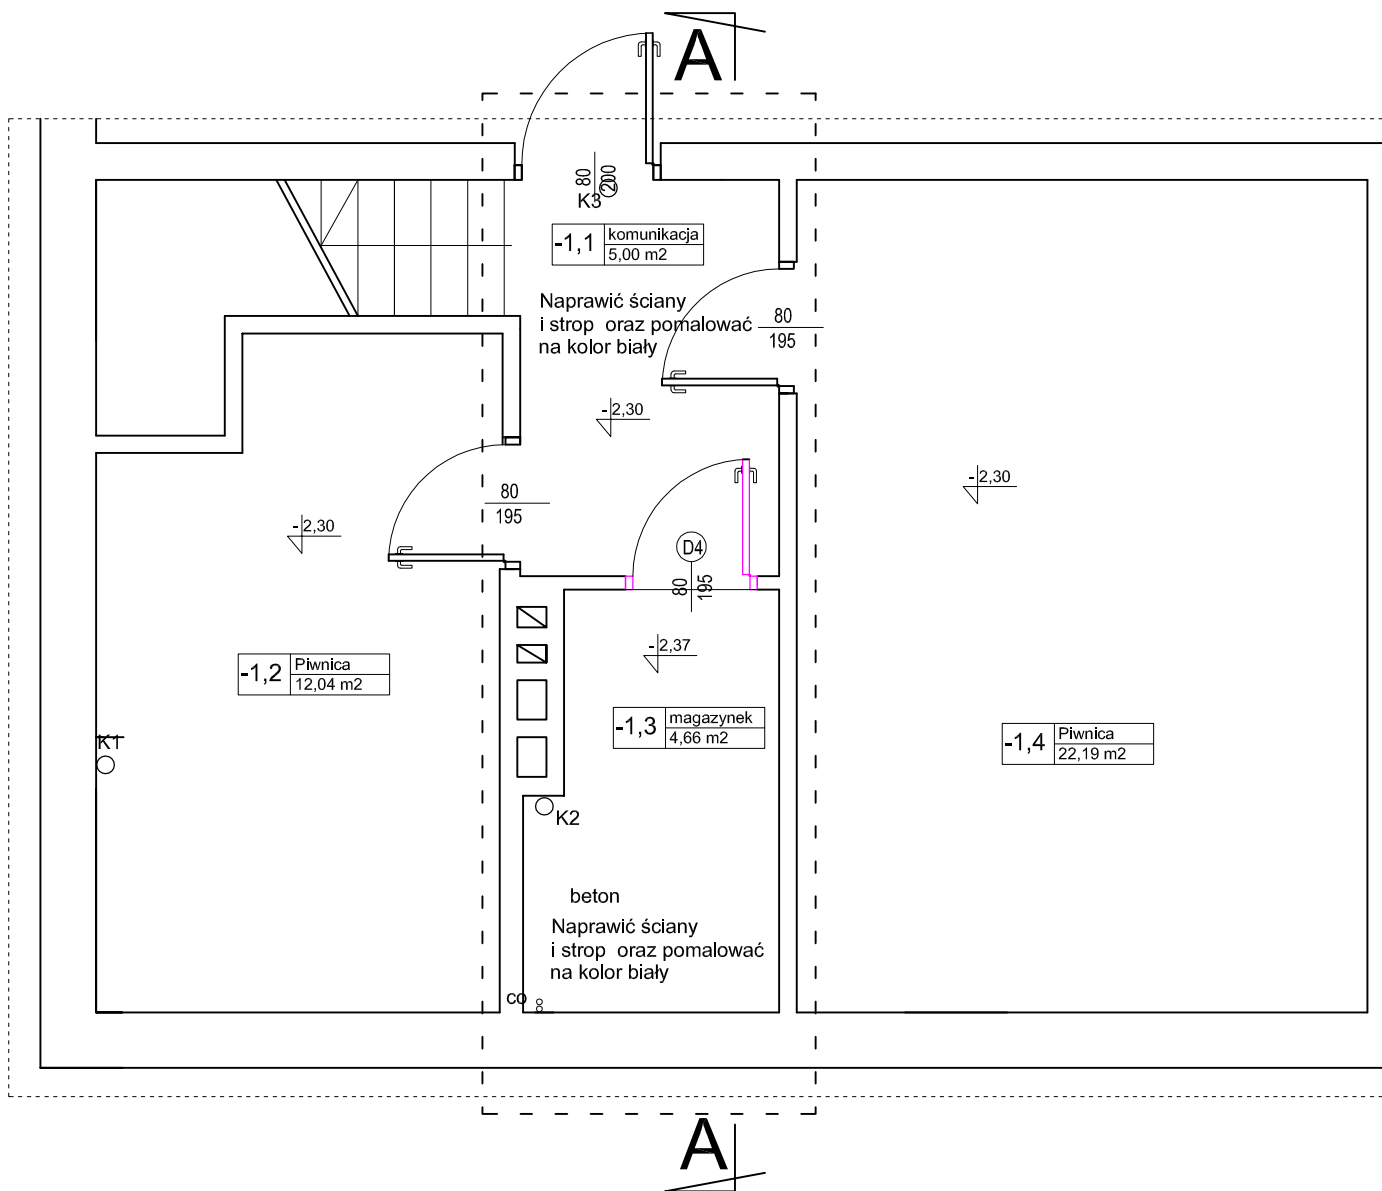 A
80
200
K3
-1,1
komunikacja
5,00 m2
Naprawić ściany
i strop oraz pomalować
na kolor biały
80
195
-2,30
-2,30
80
195
-2,30
D4
80
195
-2,37
-1,2
Piwnica
12,04 m2
-1,3
magazynek
4,66 m2
-1,4
Piwnica
22,19 m2
K1
K2
beton
Naprawić ściany
i strop oraz pomalować
na kolor biały
co
A